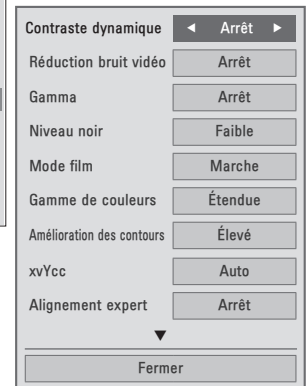 Contraste dynamique ◄ Arrêt ►
Réduction bruit vidéo Arrêt
Gamma Arrêt
Niveau noir Faible
Mode film Marche
Gamme de couleurs Étendue
Amélioration des contours Élevé
xvYcc Auto
Alignement expert Arrêt
▼
Fermer